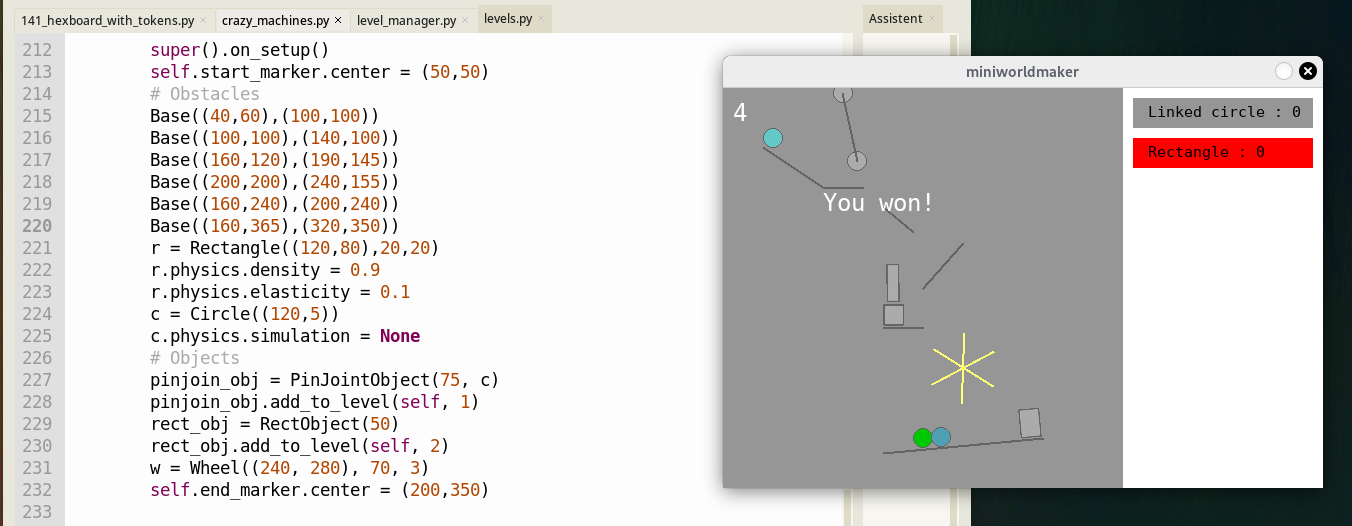 141_hexboard_with_tokens.py × crazy_machines.py × level_manager.py × levels.py × Assistent ×
212 super().on_setup()
213 self.start_marker.center = (50,50)
214 # Obstacles
215 Base((40,60),(100,100))
216 Base((100,100),(140,100))
217 Base((160,120),(190,145))
218 Base((200,200),(240,155))
219 Base((160,240),(200,240))
220 Base((160,365),(320,350))
221 r = Rectangle((120,80),20,20)
222 r.physics.density = 0.9
223 r.physics.elasticity = 0.1
224 c = Circle((120,5))
225 c.physics.simulation = None
226 # Objects
227 pinjoin_obj = PinJointObject(75, c)
228 pinjoin_obj.add_to_level(self, 1)
229 rect_obj = RectObject(50)
230 rect_obj.add_to_level(self, 2)
231 w = Wheel((240, 280), 70, 3)
232 self.end_marker.center = (200,350)
233
miniworldmaker
4
You won!
Linked circle : 0
Rectangle : 0